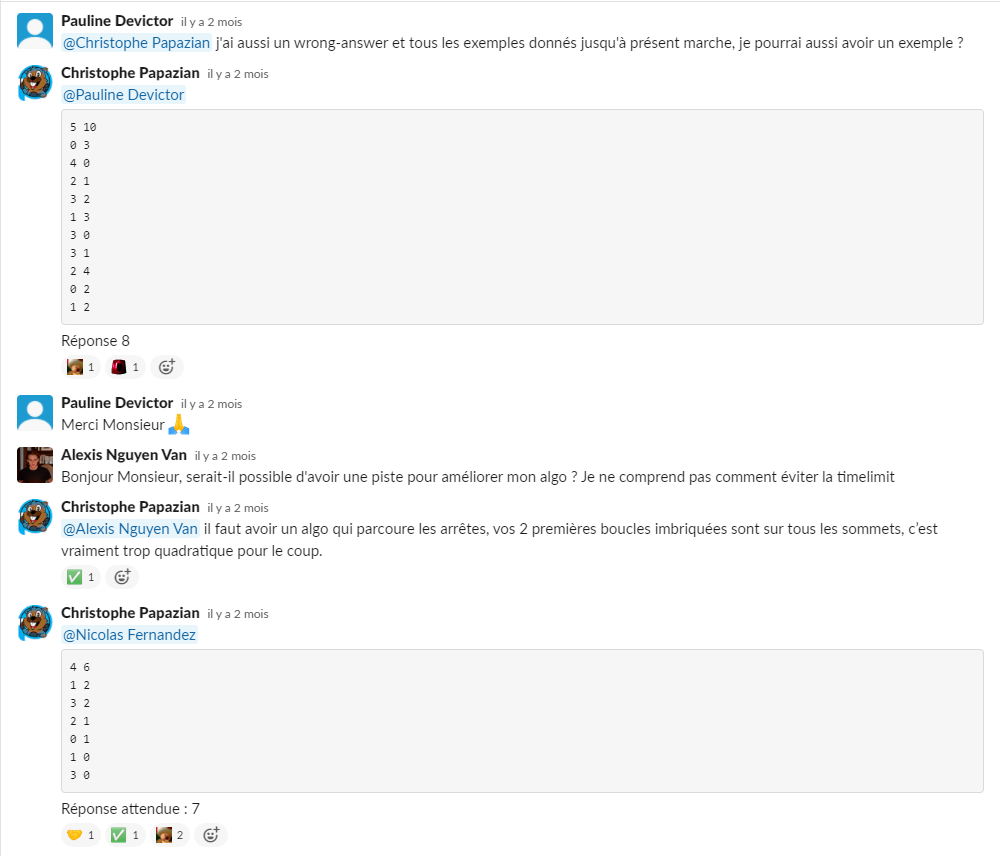 Pauline Devictor il y a 2 mois
@Christophe Papazian j'ai aussi un wrong-answer et tous les exemples donnés jusqu'à présent marche, je pourrai aussi avoir un exemple ?
Christophe Papazian il y a 2 mois
@Pauline Devictor
5 10
0 3
4 0
2 1
3 2
1 3
3 0
3 1
2 4
0 2
1 2
Réponse 8
1 1
Pauline Devictor il y a 2 mois
Merci Monsieur 🙏
Alexis Nguyen Van il y a 2 mois
Bonjour Monsieur, serait-il possible d'avoir une piste pour améliorer mon algo ? Je ne comprend pas comment éviter la timelimit
Christophe Papazian il y a 2 mois
@Alexis Nguyen Van il faut avoir un algo qui parcoure les arrêtes, vos 2 premières boucles imbriquées sont sur tous les sommets, c'est
vraiment trop quadratique pour le coup.
✅ 1
Christophe Papazian il y a 2 mois
@Nicolas Fernandez
4 6
1 2
3 2
2 1
0 1
1 0
3 0
Réponse attendue : 7
🤝 1 ✅ 1 2